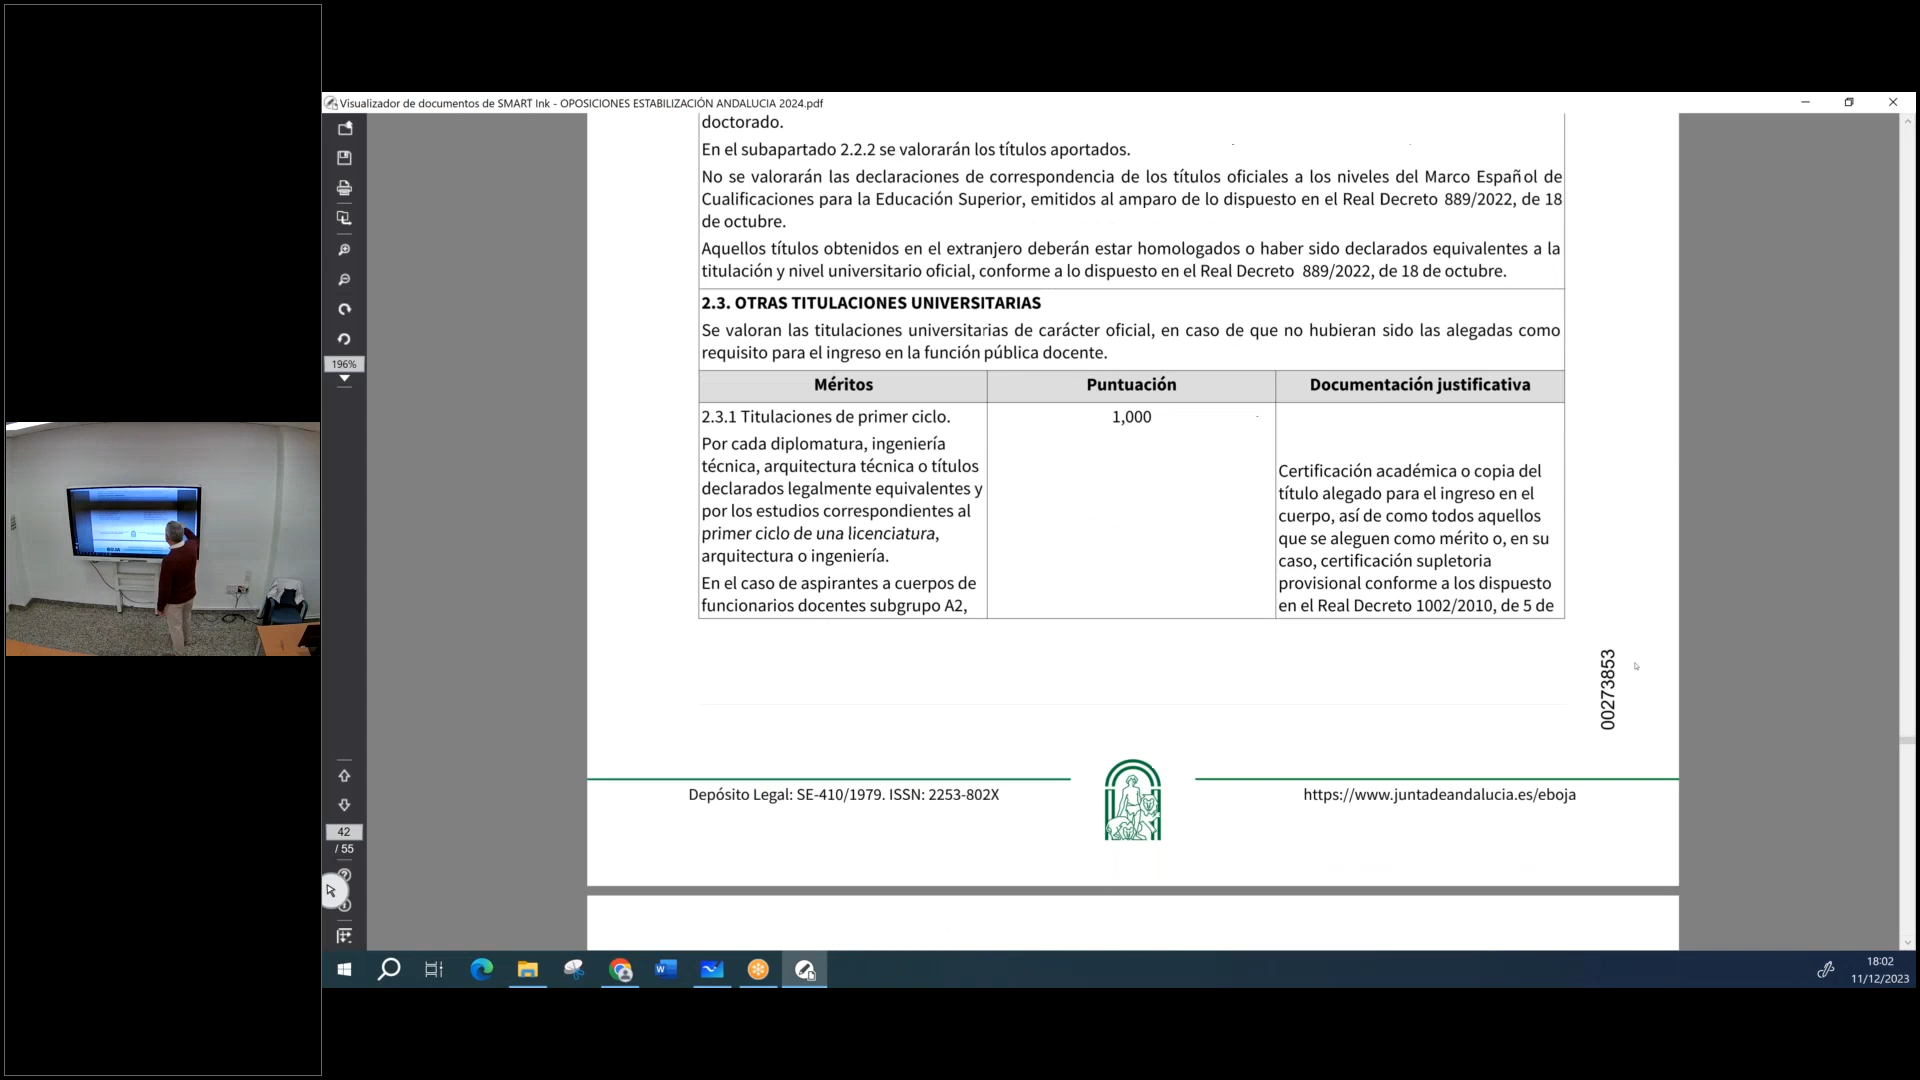 Visualizador de documentos de SMART Ink - OPOSICIONES ESTABILIZACIÓN ANDALUCIA 2024.pdf
doctorado.
En el subapartado 2.2.2 se valorarán los títulos aportados.
No se valorarán las declaraciones de correspondencia de los títulos oficiales a los niveles del Marco Español de
Cualificaciones para la Educación Superior, emitidos al amparo de lo dispuesto en el Real Decreto 889/2022, de 18
de octubre.
Aquellos títulos obtenidos en el extranjero deberán estar homologados o haber sido declarados equivalentes a la
titulación y nivel universitario oficial, conforme a lo dispuesto en el Real Decreto 889/2022, de 18 de octubre.
2.3. OTRAS TITULACIONES UNIVERSITARIAS
Se valoran las titulaciones universitarias de carácter oficial, en caso de que no hubieran sido las alegadas como
requisito para el ingreso en la función pública docente.
Méritos
Puntuación
Documentación justificativa
2.3.1 Titulaciones de primer ciclo.
Por cada diplomatura, ingeniería
técnica, arquitectura técnica o títulos
declarados legalmente equivalentes y
por los estudios correspondientes al
primer ciclo de una licenciatura,
arquitectura o ingeniería.
En el caso de aspirantes a cuerpos de
funcionarios docentes subgrupo A2,
1,000
Certificación académica o copia del
título alegado para el ingreso en el
cuerpo, así de como todos aquellos
que se aleguen como mérito o, en su
caso, certificación supletoria
provisional conforme a los dispuesto
en el Real Decreto 1002/2010, de 5 de
00273853
Depósito Legal: SE-410/1979. ISSN: 2253-802X
https://www.juntadeandalucia.es/eboja
196%
42
/ 55
18:02
11/12/2023
BOJA